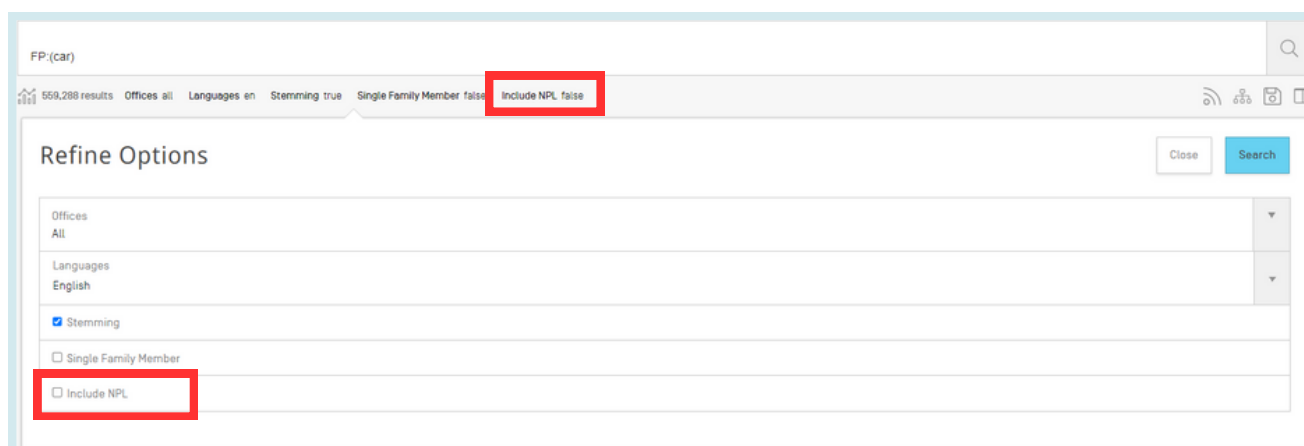 FP:(car)
559,288 results Offices all Languages en Stemming true Single Family Member false Include NPL false
Refine Options
Close
Search
Offices
All
Languages
English
Stemming
Single Family Member
Include NPL